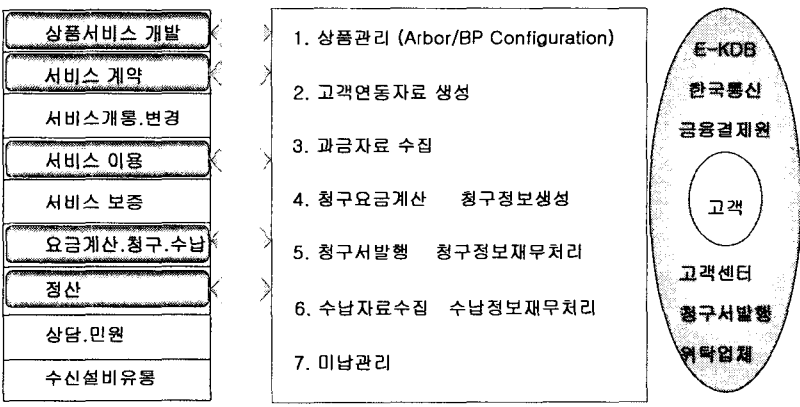 상품서비스 개발
서비스 계약
서비스개통.변경
서비스 이용
서비스 보증
요금계산.청구.수납
정산
상담.민원
수신설비유통
1. 상품관리 (Arbor/BP Configuration)
2. 고객연동자료 생성
3. 과금자료 수집
4. 청구요금계산 청구정보생성
5. 청구서발행 청구정보재무처리
6. 수납자료수집 수납정보재무처리
7. 미납관리
E-KDB
한국통신
금융결제원
고객
고객센터
청구서발행
위탁업체